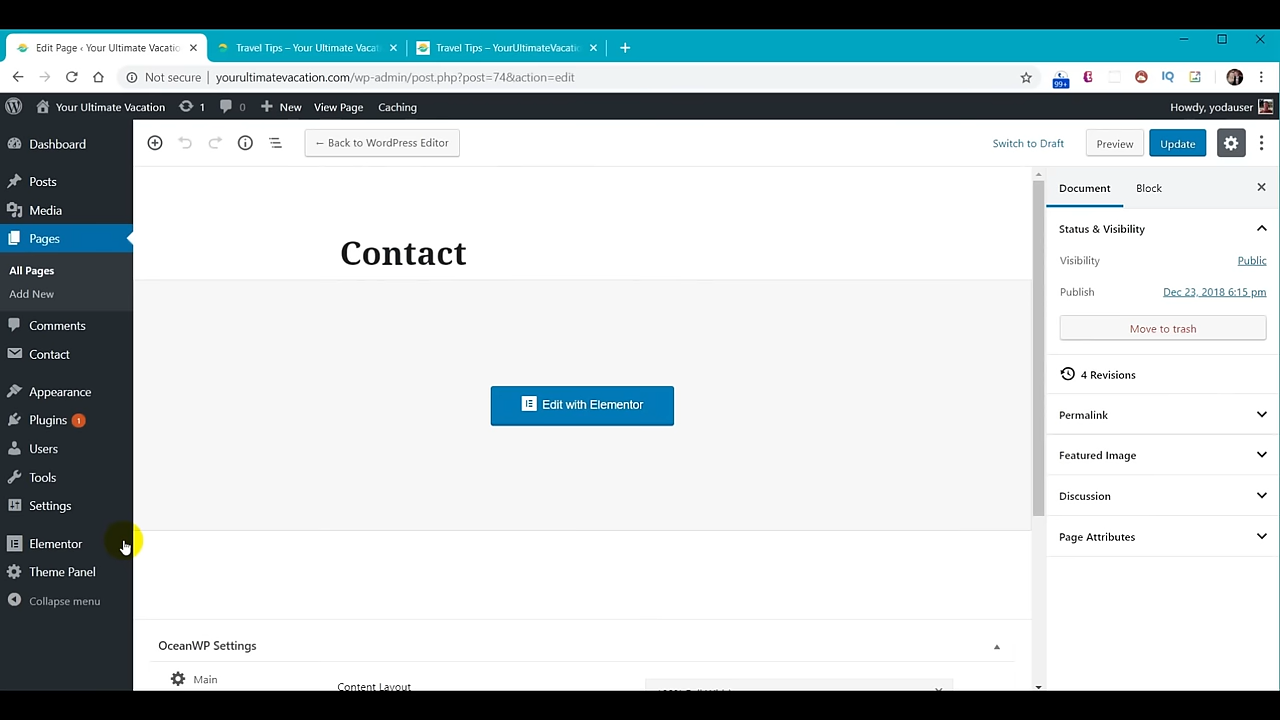 Edit Page ‹ Your Ultimate Vacatio
Travel Tips – Your Ultimate Vacat
Travel Tips – YourUltimateVacatio
Not secure
yourultimatevacation.com/wp-admin/post.php?post=74&action=edit
99+
IQ
Your Ultimate Vacation
1
0
New
View Page
Caching
Howdy, yodauser
Dashboard
Posts
Media
Pages
All Pages
Add New
Comments
Contact
Appearance
Plugins 1
Users
Tools
Settings
Elementor
Theme Panel
Collapse menu
← Back to WordPress Editor
Switch to Draft
Preview
Update
Contact
Edit with Elementor
OceanWP Settings
Main
Content Layout
Document
Block
Status & Visibility
Visibility
Public
Publish
Dec 23, 2018 6:15 pm
Move to trash
4 Revisions
Permalink
Featured Image
Discussion
Page Attributes